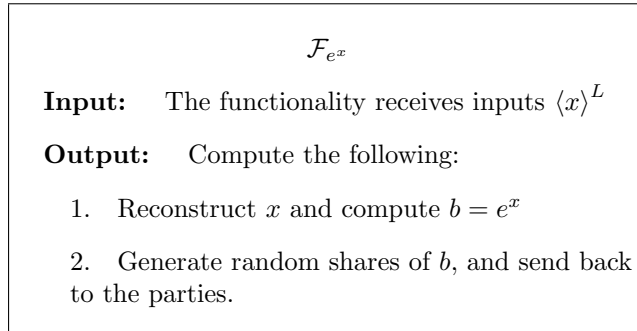 𝓕_{e^x}
Input: The functionality receives inputs ⟨x⟩^L
Output: Compute the following:
1. Reconstruct x and compute b = e^x
2. Generate random shares of b, and send back
to the parties.